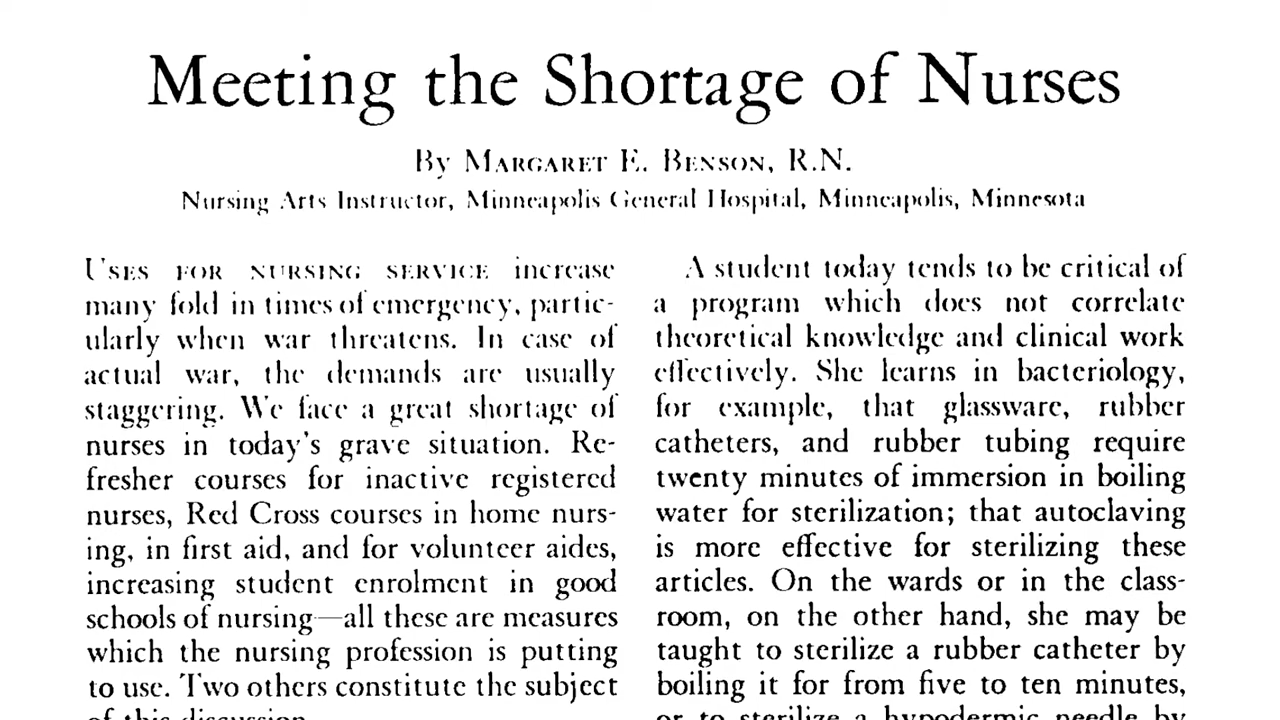 Meeting the Shortage of Nurses
By Margaret E. Benson, R.N.
Nursing Arts Instructor, Minneapolis General Hospital, Minneapolis, Minnesota
Uses for nursing service increase
many fold in times of emergency, partic-
ularly when war threatens. In case of
actual war, the demands are usually
staggering. We face a great shortage of
nurses in today's grave situation. Re-
fresher courses for inactive registered
nurses, Red Cross courses in home nurs-
ing, in first aid, and for volunteer aides,
increasing student enrolment in good
schools of nursing—all these are measures
which the nursing profession is putting
to use. Two others constitute the subject
of this discussion.
A student today tends to be critical of
a program which does not correlate
theoretical knowledge and clinical work
effectively. She learns in bacteriology,
for example, that glassware, rubber
catheters, and rubber tubing require
twenty minutes of immersion in boiling
water for sterilization; that autoclaving
is more effective for sterilizing these
articles. On the wards or in the class-
room, on the other hand, she may be
taught to sterilize a rubber catheter by
boiling it for from five to ten minutes,
or to sterilize a hypodermic needle by